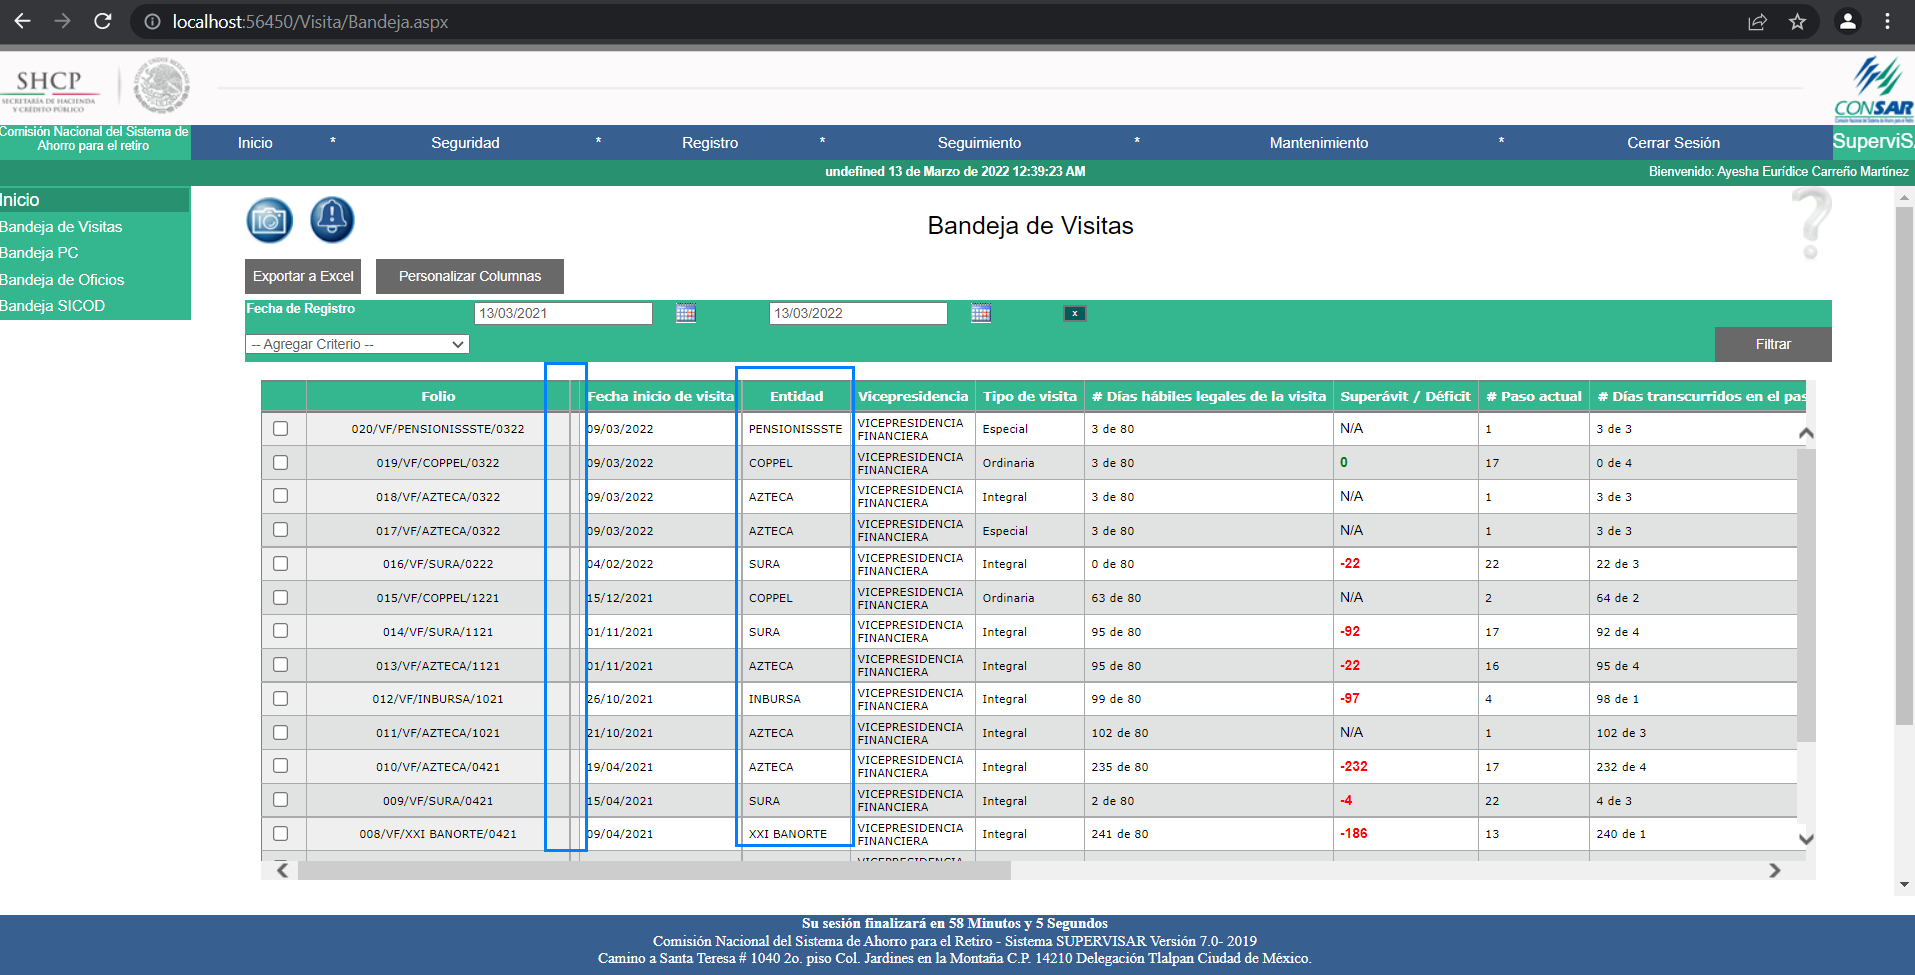 localhost:56450/Visita/Bandeja.aspx
SHCP
SECRETARÍA DE HACIENDA
Y CRÉDITO PÚBLICO
CONSAR
Comisión Nacional del Sistema de
Ahorro para el retiro
Inicio * Seguridad * Registro * Seguimiento * Mantenimiento * Cerrar Sesión
SuperviS
undefined 13 de Marzo de 2022 12:39:23 AM
Bienvenido: Ayesha Eurídice Carreño Martínez
Inicio
Bandeja de Visitas
Bandeja PC
Bandeja de Oficios
Bandeja SICOD
Bandeja de Visitas
?
Exportar a Excel
Personalizar Columnas
Fecha de Registro 13/03/2021 13/03/2022 x
-- Agregar Criterio --
Filtrar
Folio Fecha inicio de visita Entidad Vicepresidencia Tipo de visita # Días hábiles legales de la visita Superávit / Déficit # Paso actual # Días transcurridos en el pas
020/VF/PENSIONISSSTE/0322 09/03/2022 PENSIONISSSTE VICEPRESIDENCIA FINANCIERA Especial 3 de 80 N/A 1 3 de 3
019/VF/COPPEL/0322 09/03/2022 COPPEL VICEPRESIDENCIA FINANCIERA Ordinaria 3 de 80 0 17 0 de 4
018/VF/AZTECA/0322 09/03/2022 AZTECA VICEPRESIDENCIA FINANCIERA Integral 3 de 80 N/A 1 3 de 3
017/VF/AZTECA/0322 09/03/2022 AZTECA VICEPRESIDENCIA FINANCIERA Especial 3 de 80 N/A 1 3 de 3
016/VF/SURA/0222 04/02/2022 SURA VICEPRESIDENCIA FINANCIERA Integral 0 de 80 -22 22 22 de 3
015/VF/COPPEL/1221 15/12/2021 COPPEL VICEPRESIDENCIA FINANCIERA Ordinaria 63 de 80 N/A 2 64 de 2
014/VF/SURA/1121 01/11/2021 SURA VICEPRESIDENCIA FINANCIERA Integral 95 de 80 -92 17 92 de 4
013/VF/AZTECA/1121 01/11/2021 AZTECA VICEPRESIDENCIA FINANCIERA Integral 95 de 80 -22 16 95 de 4
012/VF/INBURSA/1021 26/10/2021 INBURSA VICEPRESIDENCIA FINANCIERA Integral 99 de 80 -97 4 98 de 1
011/VF/AZTECA/1021 21/10/2021 AZTECA VICEPRESIDENCIA FINANCIERA Integral 102 de 80 N/A 1 102 de 3
010/VF/AZTECA/0421 19/04/2021 AZTECA VICEPRESIDENCIA FINANCIERA Integral 235 de 80 -232 17 232 de 4
009/VF/SURA/0421 15/04/2021 SURA VICEPRESIDENCIA FINANCIERA Integral 2 de 80 -4 22 4 de 3
008/VF/XXI BANORTE/0421 09/04/2021 XXI BANORTE VICEPRESIDENCIA FINANCIERA Integral 241 de 80 -186 13 240 de 1
VICEPRESIDENCIA
Su sesión finalizará en 58 Minutos y 5 Segundos
Comisión Nacional del Sistema de Ahorro para el Retiro - Sistema SUPERVISAR Versión 7.0- 2019
Camino a Santa Teresa # 1040 2o. piso Col. Jardines en la Montaña C.P. 14210 Delegación Tlalpan Ciudad de México.